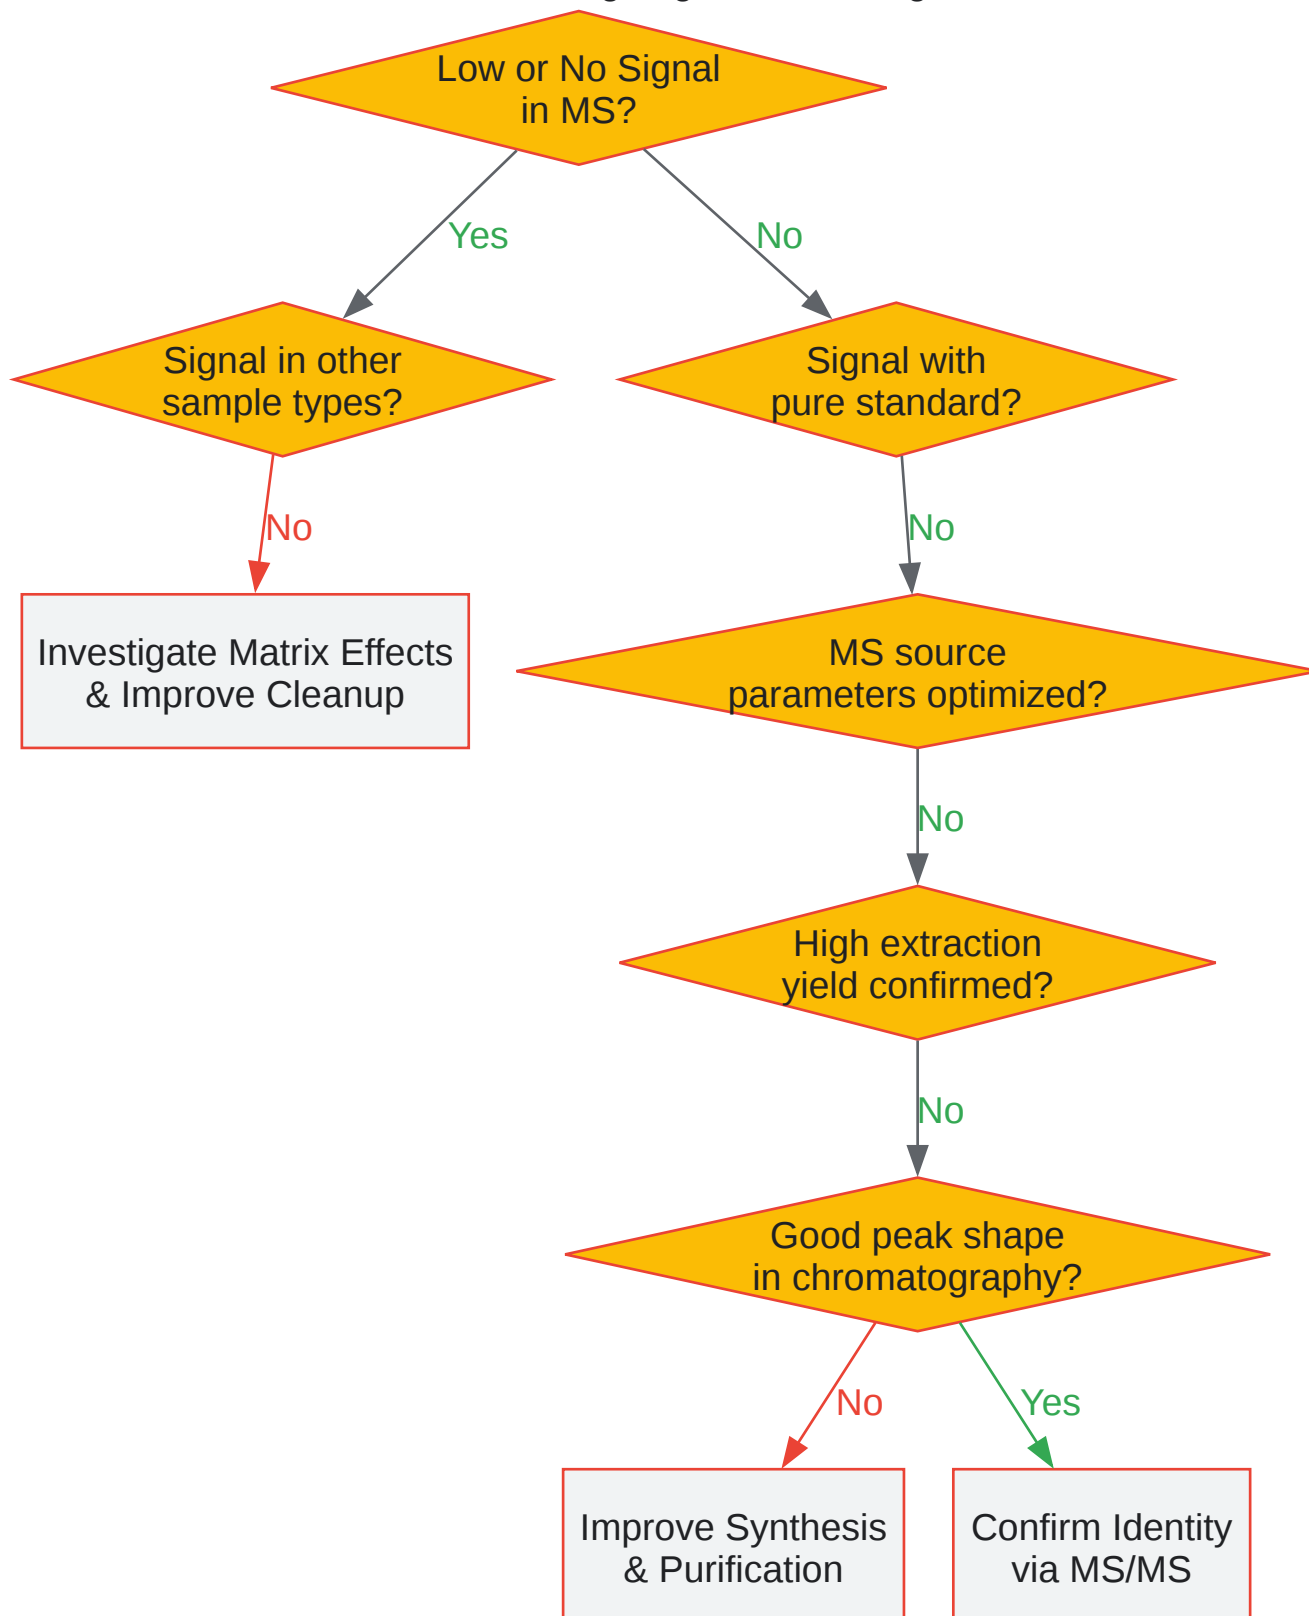 Low or No Signal
in MS?
Yes
No
Signal in other
sample types?
Signal with
pure standard?
No
No
Investigate Matrix Effects
& Improve Cleanup
MS source
parameters optimized?
No
High extraction
yield confirmed?
No
Good peak shape
in chromatography?
No
Yes
Improve Synthesis
& Purification
Confirm Identity
via MS/MS